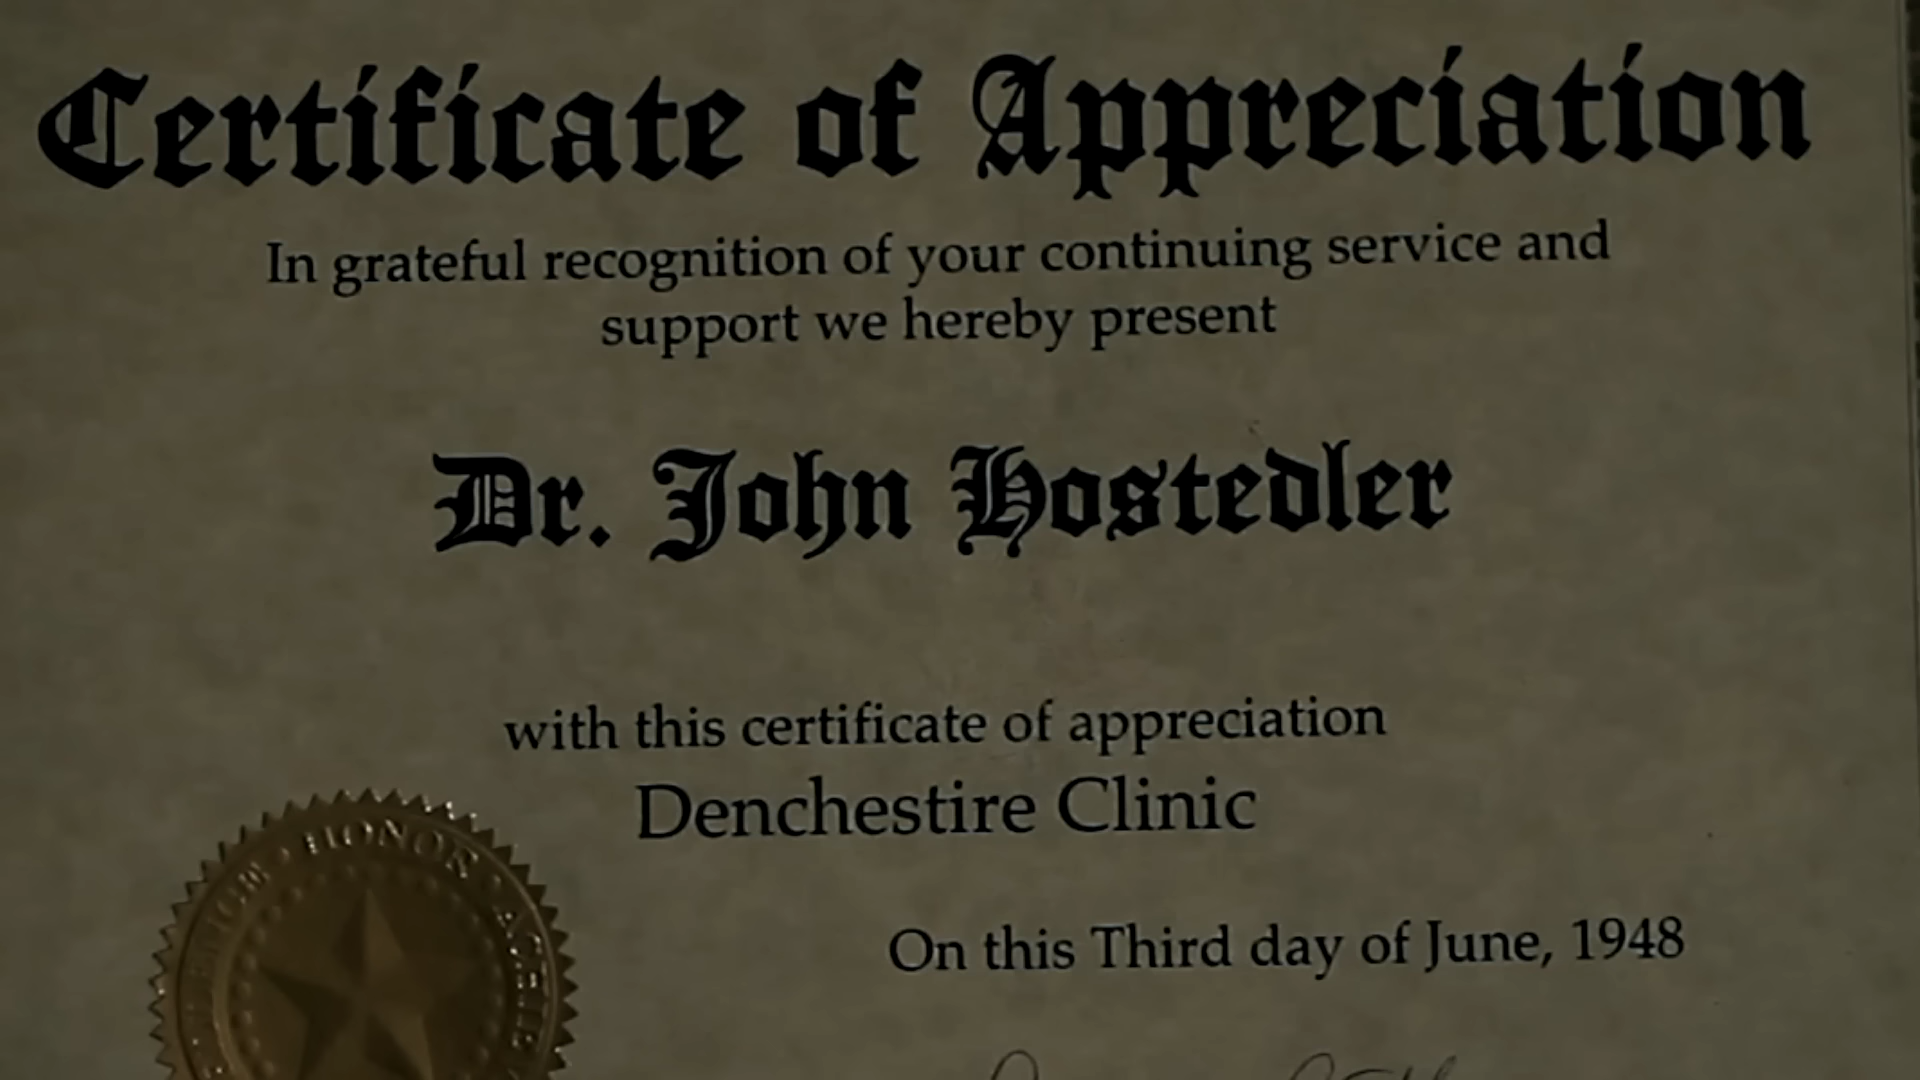 Certificate of Appreciation
In grateful recognition of your continuing service and
support we hereby present
Dr. John Hostedler
with this certificate of appreciation
Denchestire Clinic
On this Third day of June, 1948
HONOR